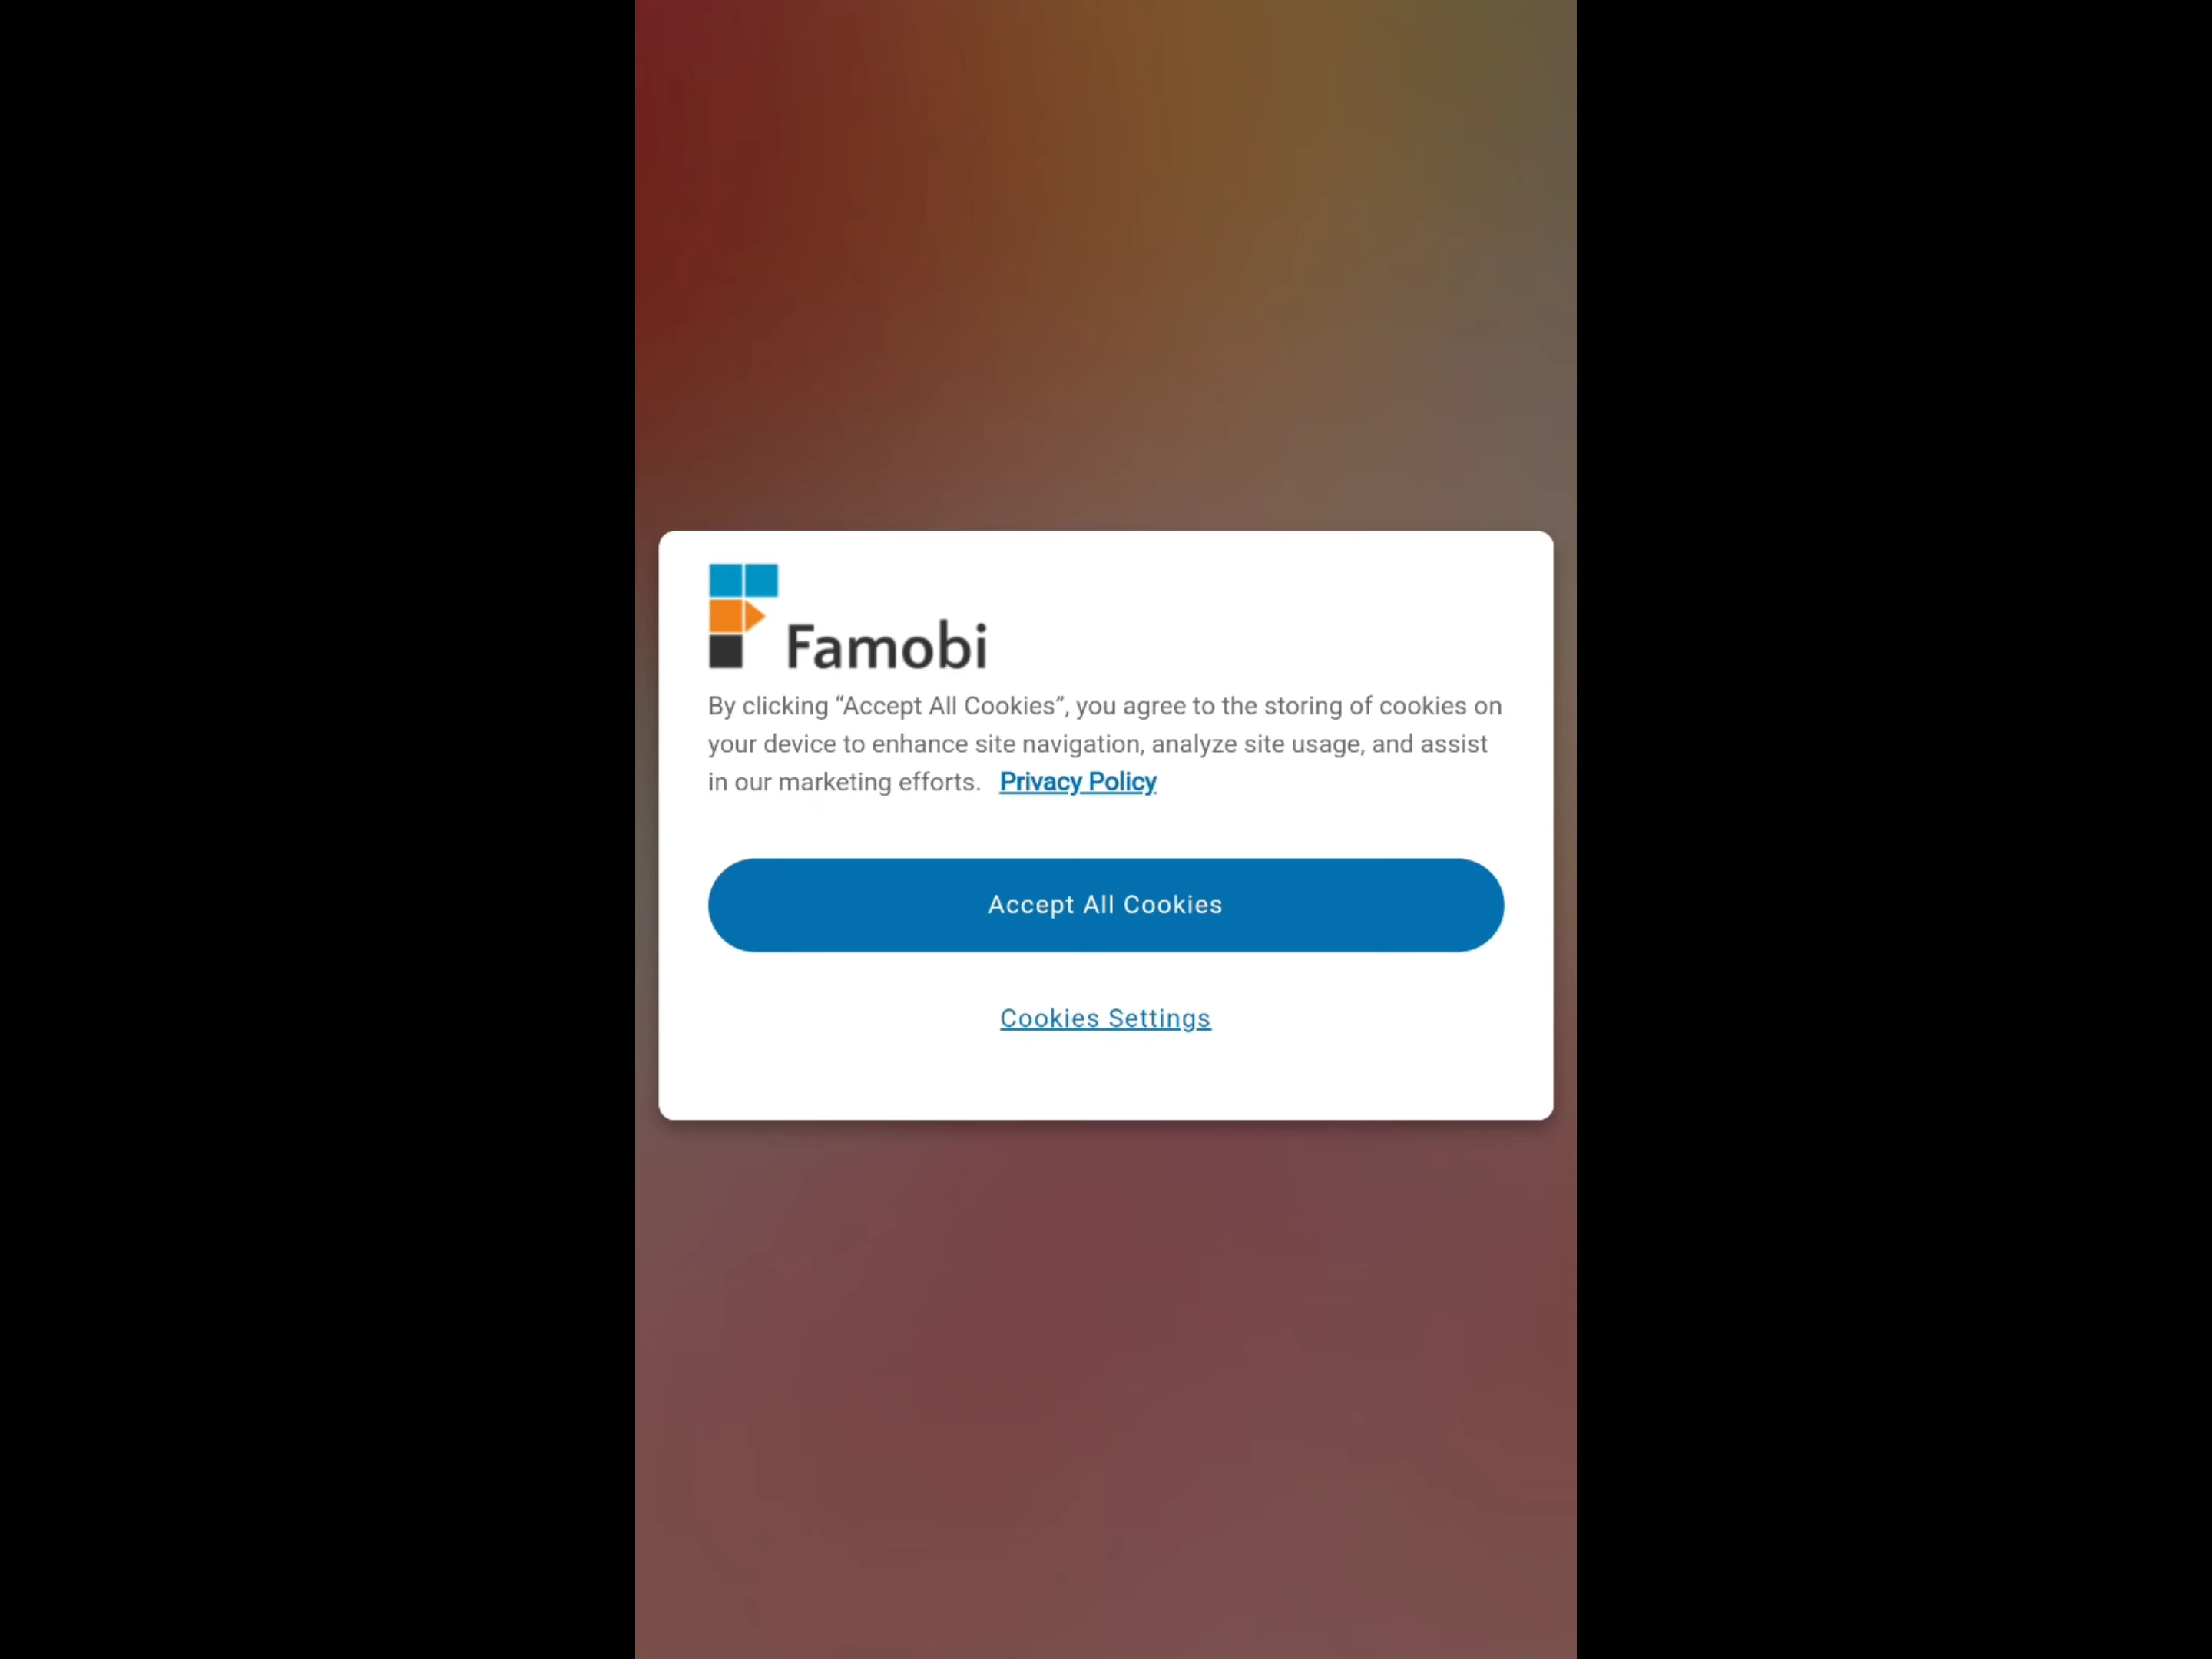 Famobi
By clicking “Accept All Cookies”, you agree to the storing of cookies on
your device to enhance site navigation, analyze site usage, and assist
in our marketing efforts. Privacy Policy
Accept All Cookies
Cookies Settings